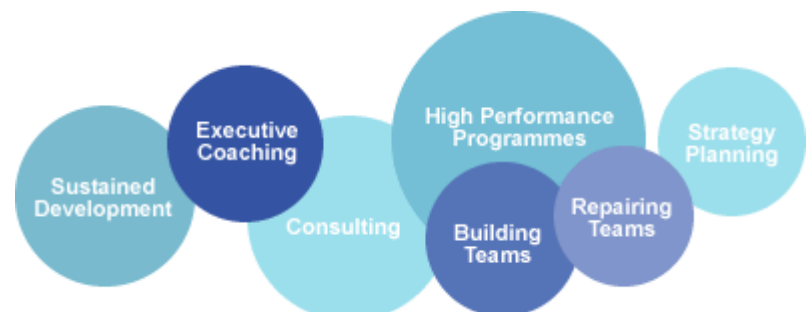 Sustained
Development
Executive
Coaching
Consulting
High Performance
Programmes
Building
Teams
Repairing
Teams
Strategy
Planning